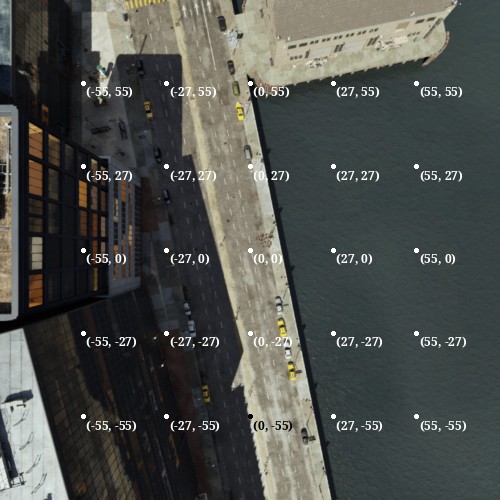 (-55, 55) (-27, 55) (0, 55) (27, 55) (55, 55)
(-55, 27) (-27, 27) (0, 27) (27, 27) (55, 27)
(-55, 0) (-27, 0) (0, 0) (27, 0) (55, 0)
(-55, -27) (-27, -27) (0, -27) (27, -27) (55, -27)
(-55, -55) (-27, -55) (0, -55) (27, -55) (55, -55)